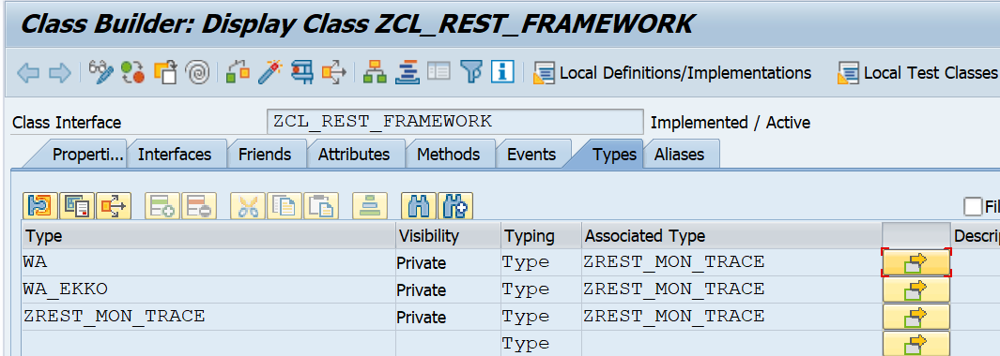 Class Builder: Display Class ZCL_REST_FRAMEWORK
Local Definitions/Implementations Local Test Classes
Class Interface ZCL_REST_FRAMEWORK Implemented / Active
Properti... Interfaces Friends Attributes Methods Events Types Aliases
Fil
Type Visibility Typing Associated Type Descrip
WA Private Type ZREST_MON_TRACE
WA_EKKO Private Type ZREST_MON_TRACE
ZREST_MON_TRACE Private Type ZREST_MON_TRACE
Type